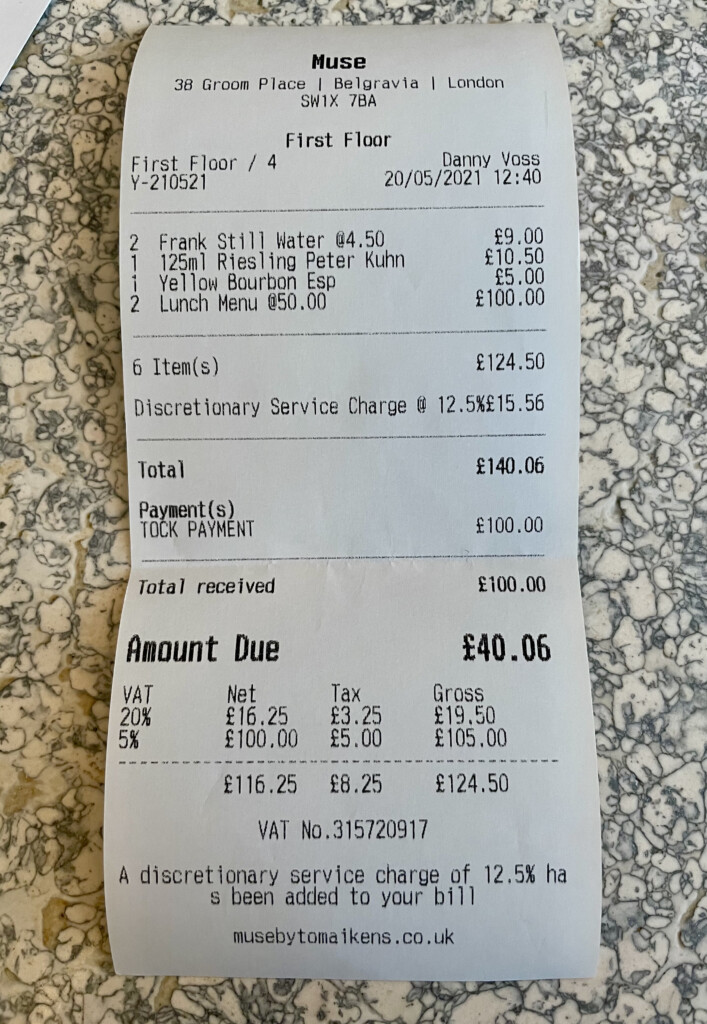 Muse
38 Groom Place | Belgravia | London
SW1X 7BA
First Floor
First Floor / 4 Danny Voss
Y-210521 20/05/2021 12:40
2 Frank Still Water @4.50 £9.00
1 125ml Riesling Peter Kuhn £10.50
1 Yellow Bourbon Esp £5.00
2 Lunch Menu @50.00 £100.00
6 Item(s) £124.50
Discretionary Service Charge @ 12.5%£15.56
Total £140.06
Payment(s)
TOCK PAYMENT £100.00
Total received £100.00
Amount Due £40.06
VAT Net Tax Gross
20% £16.25 £3.25 £19.50
5% £100.00 £5.00 £105.00
£116.25 £8.25 £124.50
VAT No.315720917
A discretionary service charge of 12.5% ha
s been added to your bill
musebytomaikens.co.uk